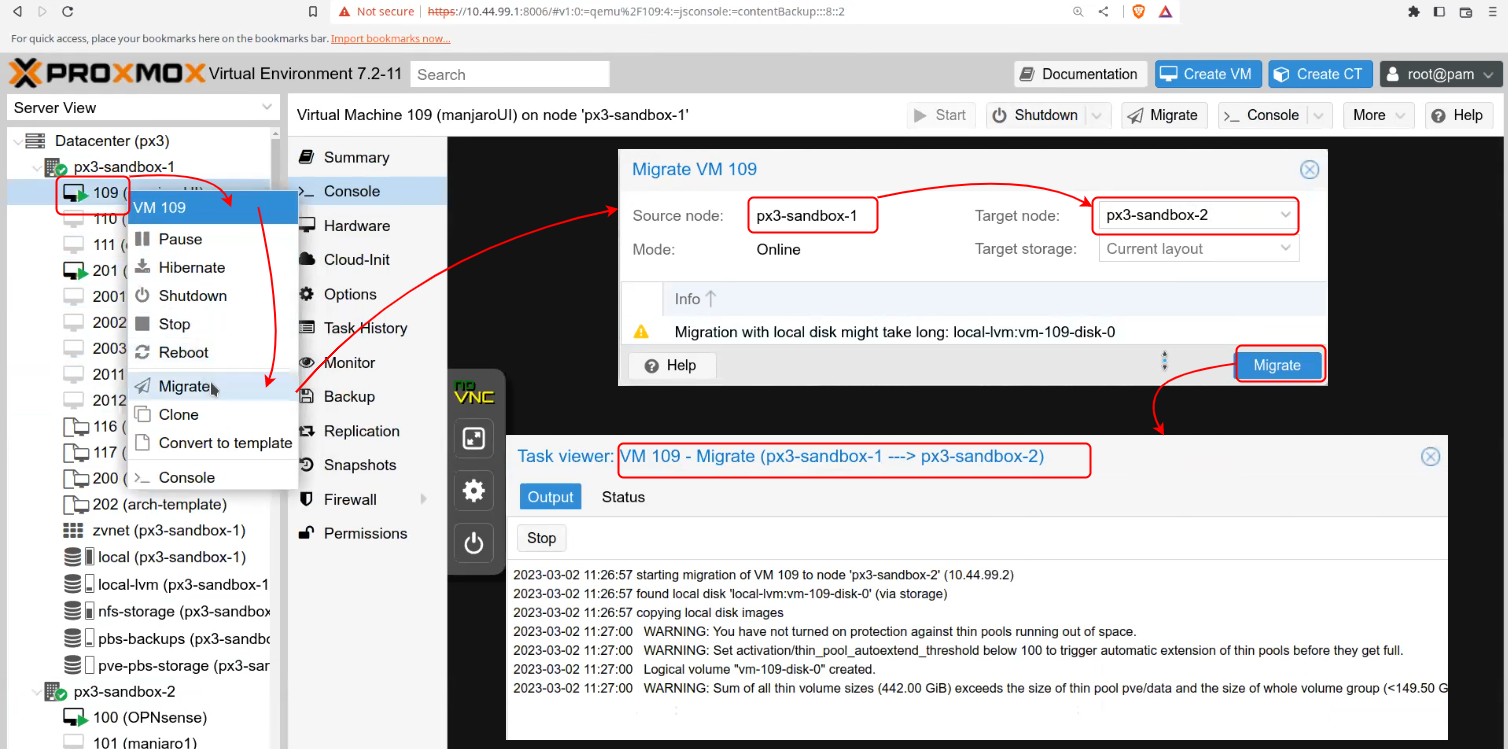 Not secure https://10.44.99.1:8006/#v1:0:=qemu%2F109:4:=jsconsole:=contentBackup:::8::2
For quick access, place your bookmarks here on the bookmarks bar. Import bookmarks now...
PROXMOX Virtual Environment 7.2-11 Search Documentation Create VM Create CT root@pam
Server View
Virtual Machine 109 (manjaroUI) on node 'px3-sandbox-1' Start Shutdown Migrate >_ Console More Help
Datacenter (px3)
px3-sandbox-1
109 (manjaroUI)
110 (
111 (
201 (
2001
2002
2003
2011
2012
116 (
117 (
200 (
202 (arch-template)
zvnet (px3-sandbox-1)
local (px3-sandbox-1)
local-lvm (px3-sandbox-1
nfs-storage (px3-sandbox
pbs-backups (px3-sandbo
pve-pbs-storage (px3-sar
px3-sandbox-2
100 (OPNsense)
101 (manjaro1)
VM 109
Pause
Hibernate
Shutdown
Stop
Reboot
Migrate
Clone
Convert to template
>_ Console
Summary
>_ Console
Hardware
Cloud-Init
Options
Task History
Monitor
Backup
Replication
Snapshots
Firewall
Permissions
no
VNC
Migrate VM 109
Source node: px3-sandbox-1 Target node: px3-sandbox-2
Mode: Online Target storage: Current layout
Info
Migration with local disk might take long: local-lvm:vm-109-disk-0
Help Migrate
Task viewer: VM 109 - Migrate (px3-sandbox-1 ---> px3-sandbox-2)
Output Status
Stop
2023-03-02 11:26:57 starting migration of VM 109 to node 'px3-sandbox-2' (10.44.99.2)
2023-03-02 11:26:57 found local disk 'local-lvm:vm-109-disk-0' (via storage)
2023-03-02 11:26:57 copying local disk images
2023-03-02 11:27:00 WARNING: You have not turned on protection against thin pools running out of space.
2023-03-02 11:27:00 WARNING: Set activation/thin_pool_autoextend_threshold below 100 to trigger automatic extension of thin pools before they get full.
2023-03-02 11:27:00 Logical volume "vm-109-disk-0" created.
2023-03-02 11:27:00 WARNING: Sum of all thin volume sizes (442.00 GiB) exceeds the size of thin pool pve/data and the size of whole volume group (<149.50 G